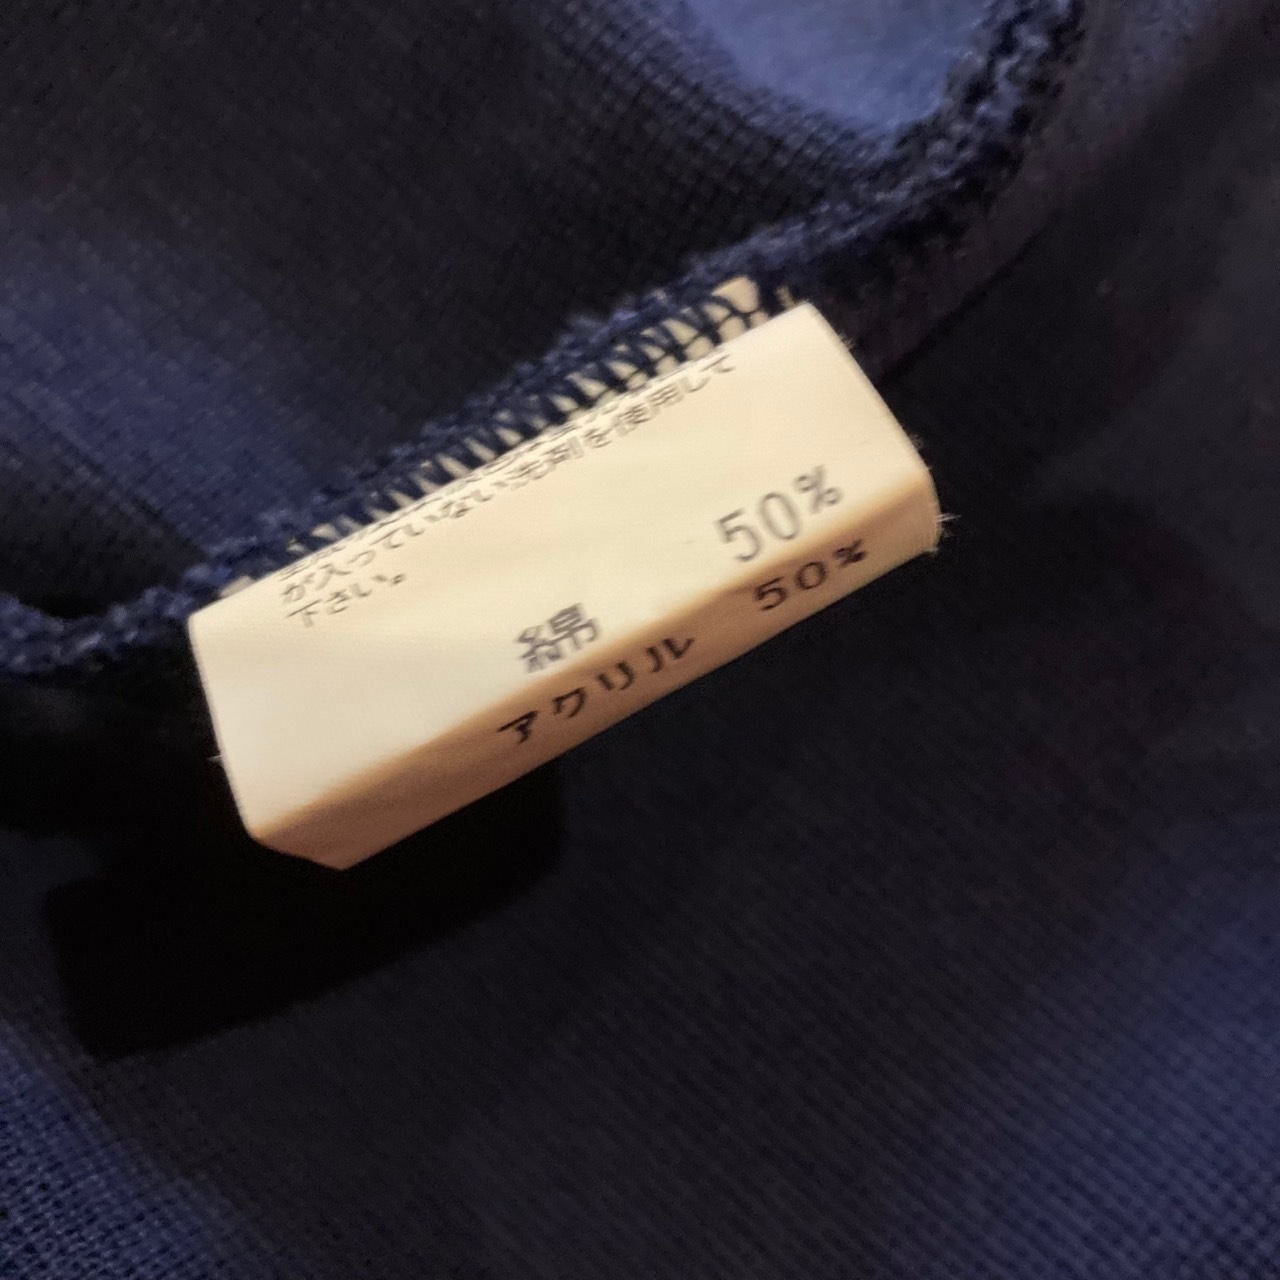 が入っていない洗剤を使用して
下さい。
綿 50%
アクリル 50%